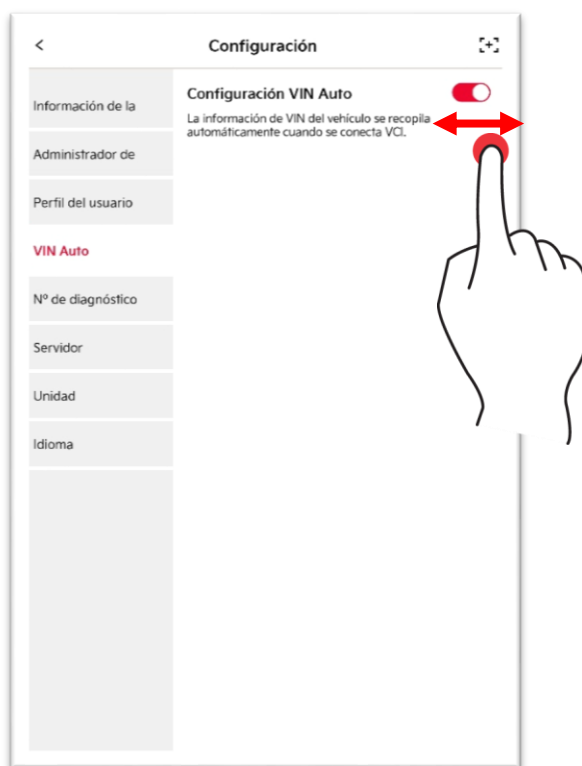 Configuración
Información de la
Administrador de
Perfil del usuario
VIN Auto
Nº de diagnóstico
Servidor
Unidad
Idioma
Configuración VIN Auto
La información de VIN del vehículo se recopila
automáticamente cuando se conecta VCI.